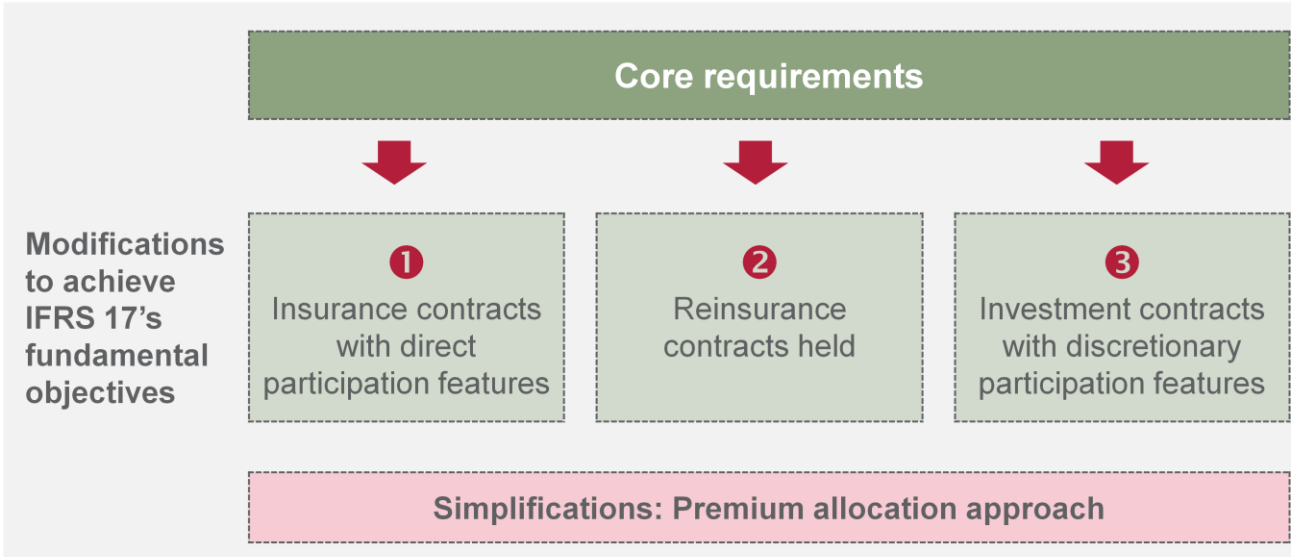 Core requirements
Modifications
to achieve
IFRS 17’s
fundamental
objectives
1
Insurance contracts
with direct
participation features
2
Reinsurance
contracts held
3
Investment contracts
with discretionary
participation features
Simplifications: Premium allocation approach